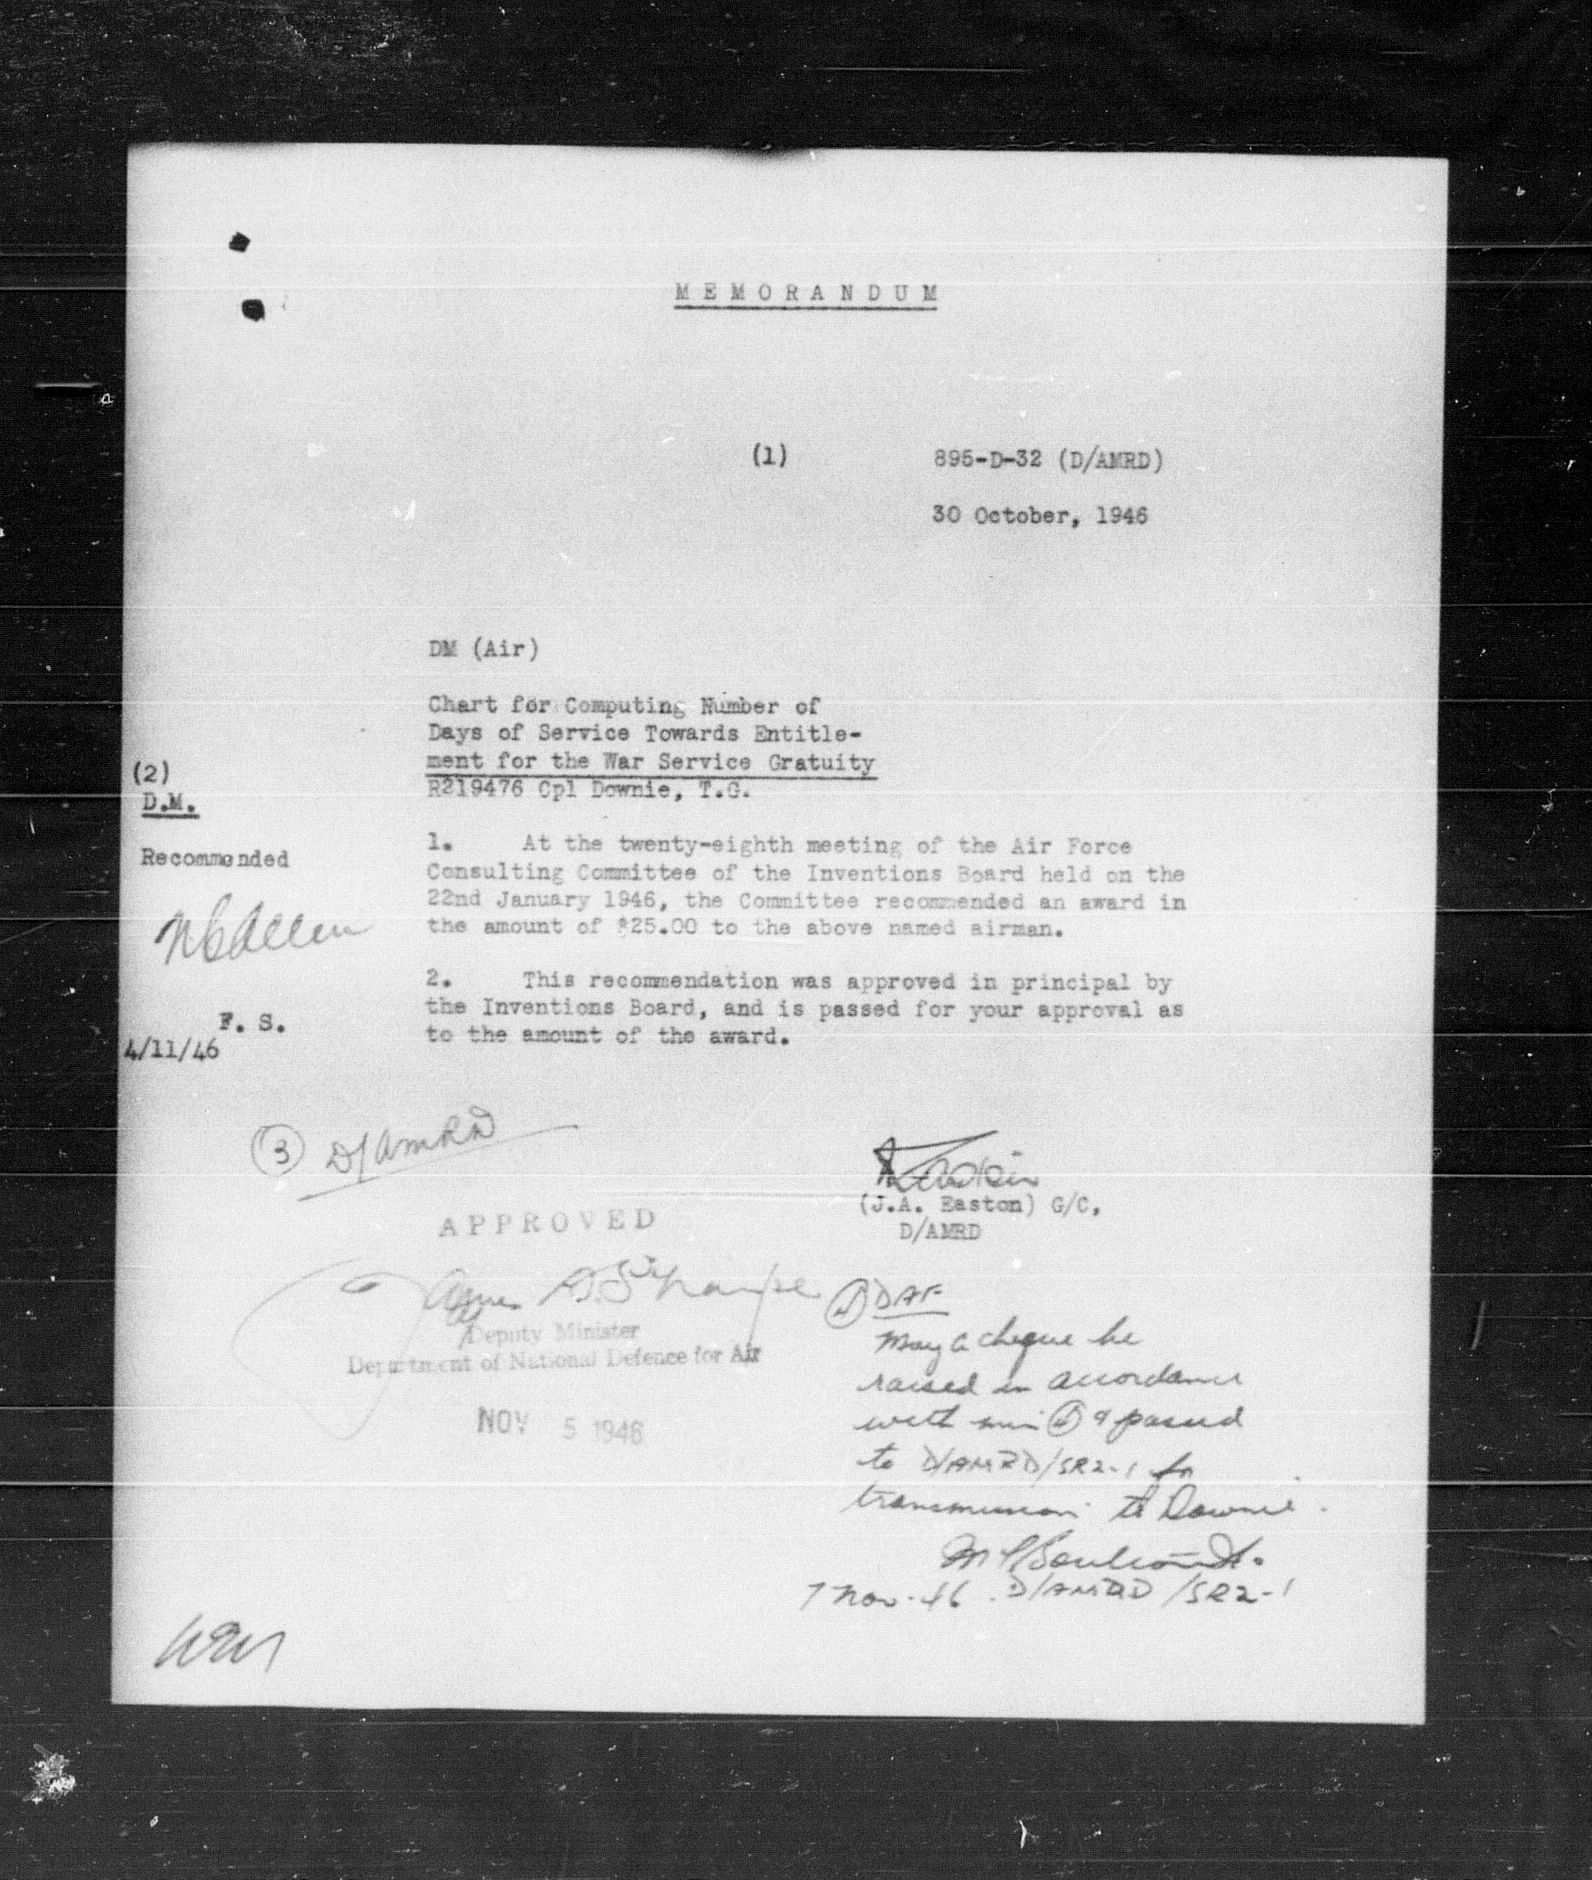 MEMORANDUM
(1)
895-D-32 (D/AMRD)
30 October, 1946
DM (Air)
Chart for Computing Number of
Days of Service Towards Entitle-
ment for the War Service Gratuity
R219476 Cpl Downie, T.G.
1. At the twenty-eighth meeting of the Air Force
Consulting Committee of the Inventions Board held on the
22nd January 1946, the Committee recommended an award in
the amount of $25.00 to the above named airman.
2. This recommendation was approved in principal by
the Inventions Board, and is passed for your approval as
to the amount of the award.
(J.A. Easton) G/C,
D/AMRD
(2)
D.M.
Recommended
F. S.
4/11/46
3 D/AMRD
APPROVED
Deputy Minister
Department of National Defence for Air
NOV 5 1946
DAF
May a cheque be
raised in accordance
with passed
to D/AMRD/SR2-1 for
transmission to Downie.
7 Nov. 46. D/AMRD/SR2-1